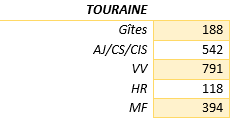 TOURAINE
Gîtes 188
AJ/CS/CIS 542
VV 791
HR 118
MF 394